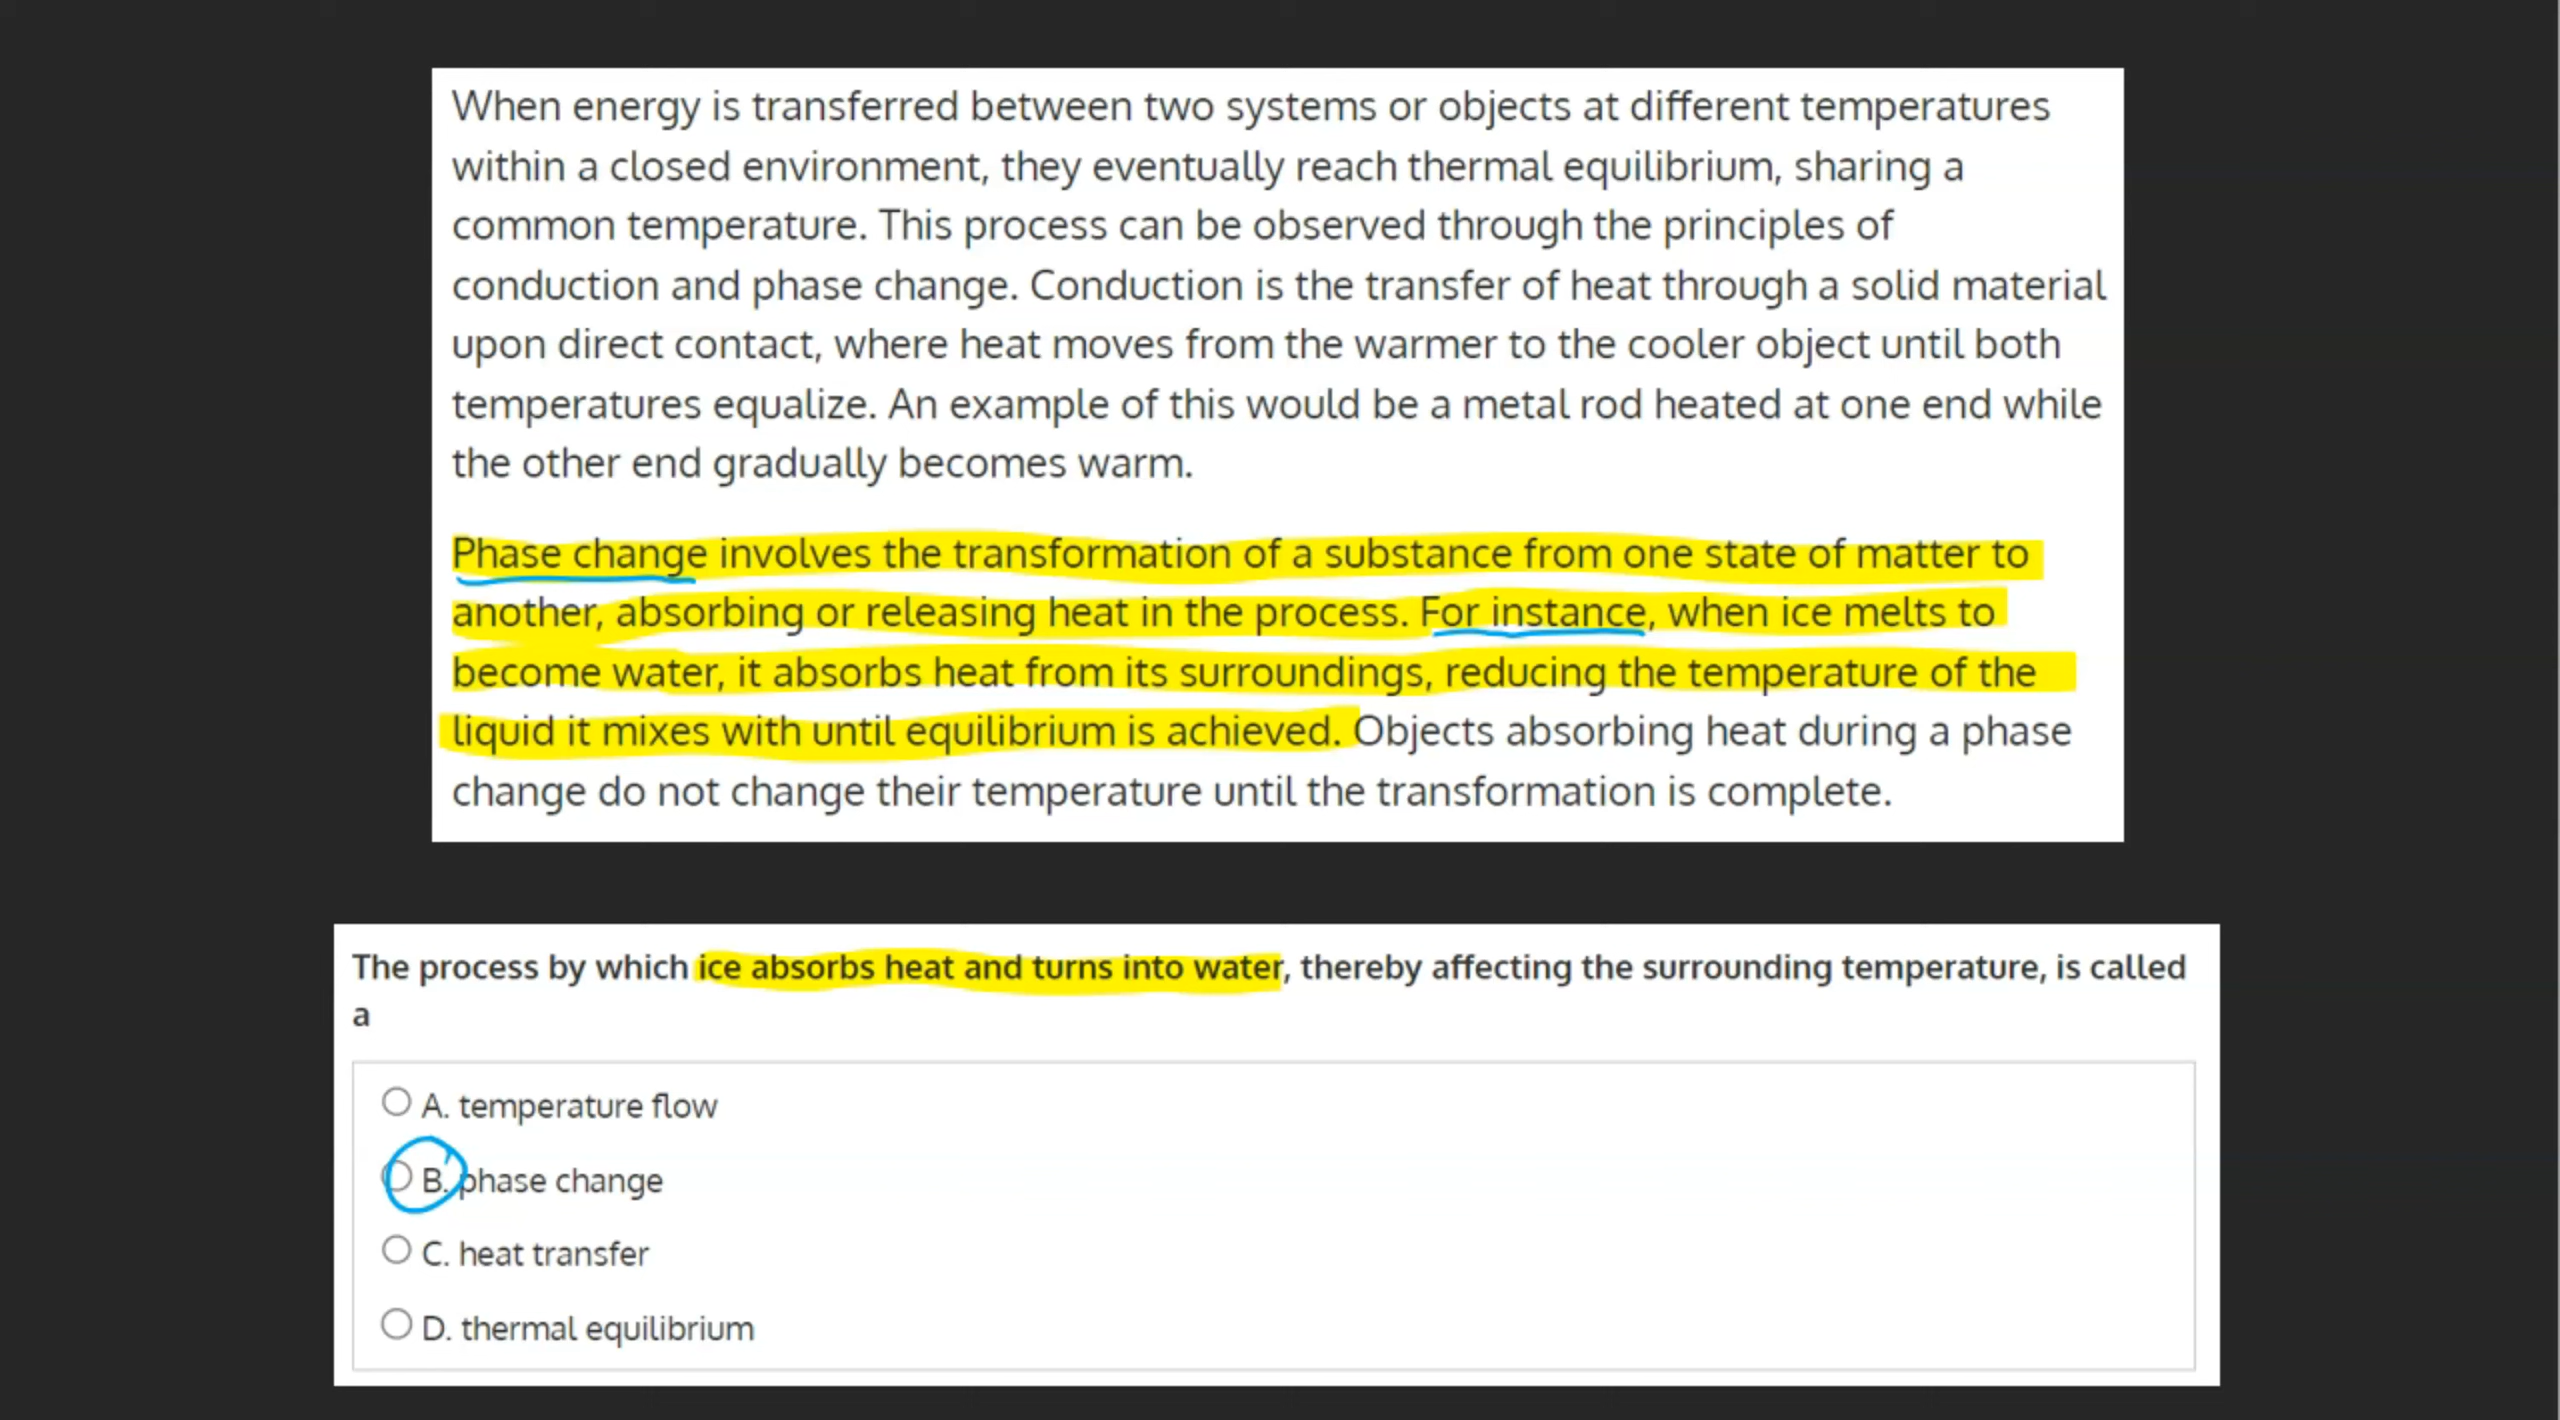 When energy is transferred between two systems or objects at different temperatures
within a closed environment, they eventually reach thermal equilibrium, sharing a
common temperature. This process can be observed through the principles of
conduction and phase change. Conduction is the transfer of heat through a solid material
upon direct contact, where heat moves from the warmer to the cooler object until both
temperatures equalize. An example of this would be a metal rod heated at one end while
the other end gradually becomes warm.
Phase change involves the transformation of a substance from one state of matter to
another, absorbing or releasing heat in the process. For instance, when ice melts to
become water, it absorbs heat from its surroundings, reducing the temperature of the
liquid it mixes with until equilibrium is achieved. Objects absorbing heat during a phase
change do not change their temperature until the transformation is complete.
The process by which ice absorbs heat and turns into water, thereby affecting the surrounding temperature, is called
a
A. temperature flow
B. phase change
C. heat transfer
D. thermal equilibrium